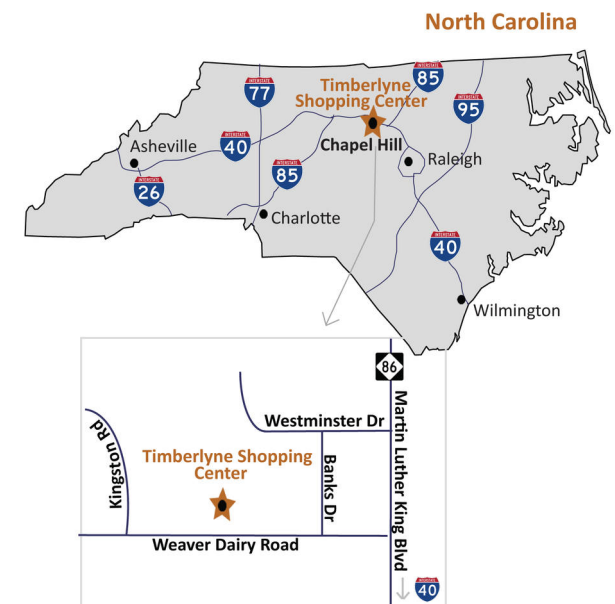 North Carolina
INTERSTATE
77
INTERSTATE
85
Timberlyne
Shopping Center
INTERSTATE
95
Asheville
INTERSTATE
40
Chapel Hill
Raleigh
INTERSTATE
85
INTERSTATE
26
Charlotte
INTERSTATE
40
Wilmington
86
Westminster Dr
Martin Luther King Blvd
Kingston Rd
Timberlyne Shopping
Center
Banks Dr
Weaver Dairy Road
INTERSTATE
40